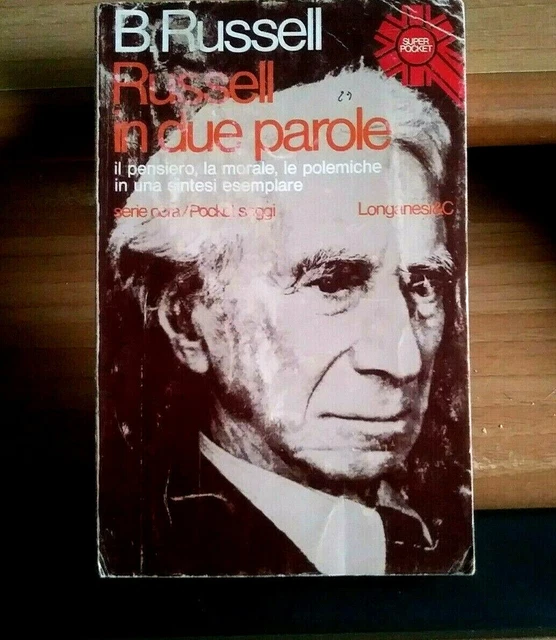 B. Russell
SUPER
POCKET
Russell
in due parole
il pensiero, la morale, le polemiche
in una sintesi esemplare
serie nera/Pocket saggi
Longanesi&C
29